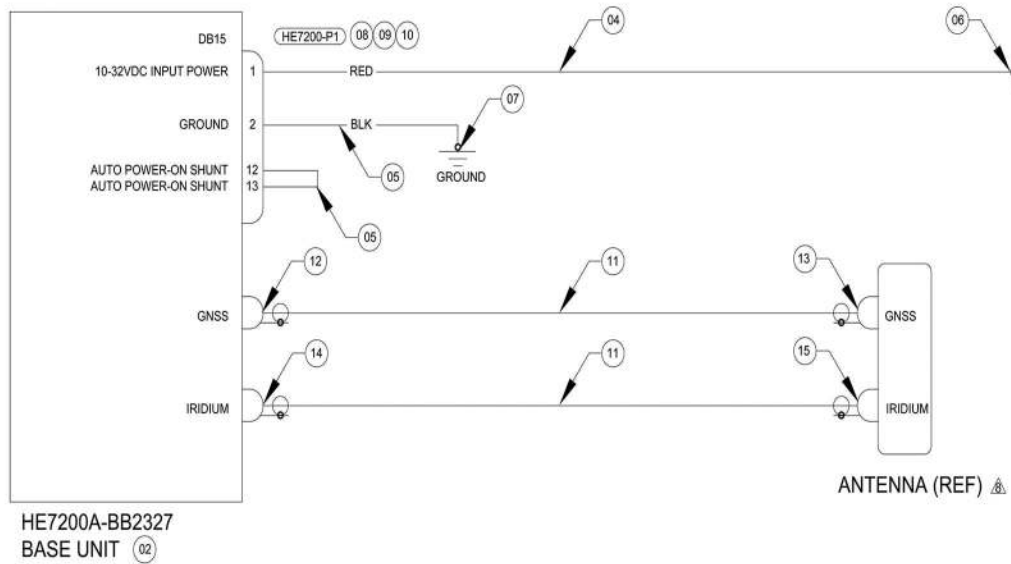 DB15 HE7200-P1 08 09 10 04 06
10-32VDC INPUT POWER 1 RED
07
GROUND 2 BLK
AUTO POWER-ON SHUNT 12 05 GROUND
AUTO POWER-ON SHUNT 13
05
12 11 13
GNSS GNSS
14 11 15
IRIDIUM IRIDIUM
ANTENNA (REF) 8
HE7200A-BB2327
BASE UNIT 02